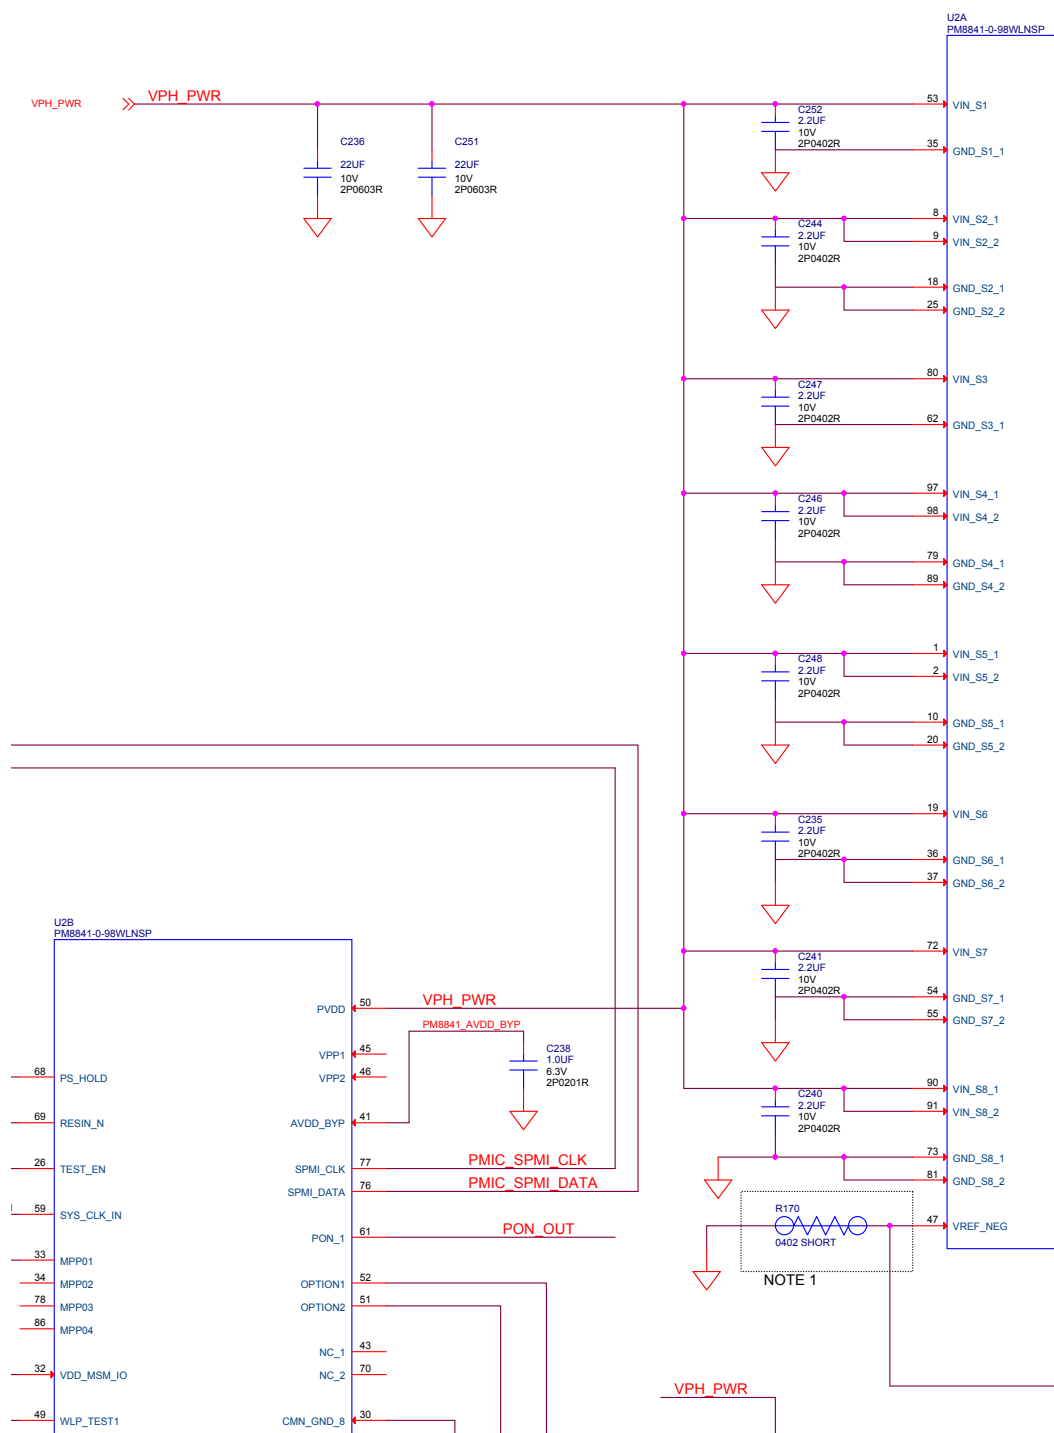 U2A
PM8841-0-98WLNSP
VPH_PWR
VPH_PWR
C236
22UF
10V
2P0603R
C251
22UF
10V
2P0603R
C252
2.2UF
10V
2P0402R
53 VIN_S1
35 GND_S1_1
C244
2.2UF
10V
2P0402R
8 VIN_S2_1
9 VIN_S2_2
18 GND_S2_1
25 GND_S2_2
C247
2.2UF
10V
2P0402R
80 VIN_S3
62 GND_S3_1
C246
2.2UF
10V
2P0402R
97 VIN_S4_1
98 VIN_S4_2
79 GND_S4_1
89 GND_S4_2
C248
2.2UF
10V
2P0402R
1 VIN_S5_1
2 VIN_S5_2
10 GND_S5_1
20 GND_S5_2
C235
2.2UF
10V
2P0402R
19 VIN_S6
36 GND_S6_1
37 GND_S6_2
C241
2.2UF
10V
2P0402R
72 VIN_S7
54 GND_S7_1
55 GND_S7_2
C240
2.2UF
10V
2P0402R
90 VIN_S8_1
91 VIN_S8_2
73 GND_S8_1
81 GND_S8_2
R170
0402 SHORT
47 VREF_NEG
NOTE 1
U2B
PM8841-0-98WLNSP
68 PS_HOLD
69 RESIN_N
26 TEST_EN
59 SYS_CLK_IN
33 MPP01
34 MPP02
78 MPP03
86 MPP04
32 VDD_MSM_IO
49 WLP_TEST1
PVDD 50 VPH_PWR
PM8841_AVDD_BYP
VPP1 45
VPP2 46
C238
1.0UF
6.3V
2P0201R
AVDD_BYP 41
SPMI_CLK 77 PMIC_SPMI_CLK
SPMI_DATA 76 PMIC_SPMI_DATA
PON_1 61 PON_OUT
OPTION1 52
OPTION2 51
NC_1 43
NC_2 70
CMN_GND_8 30
VPH_PWR